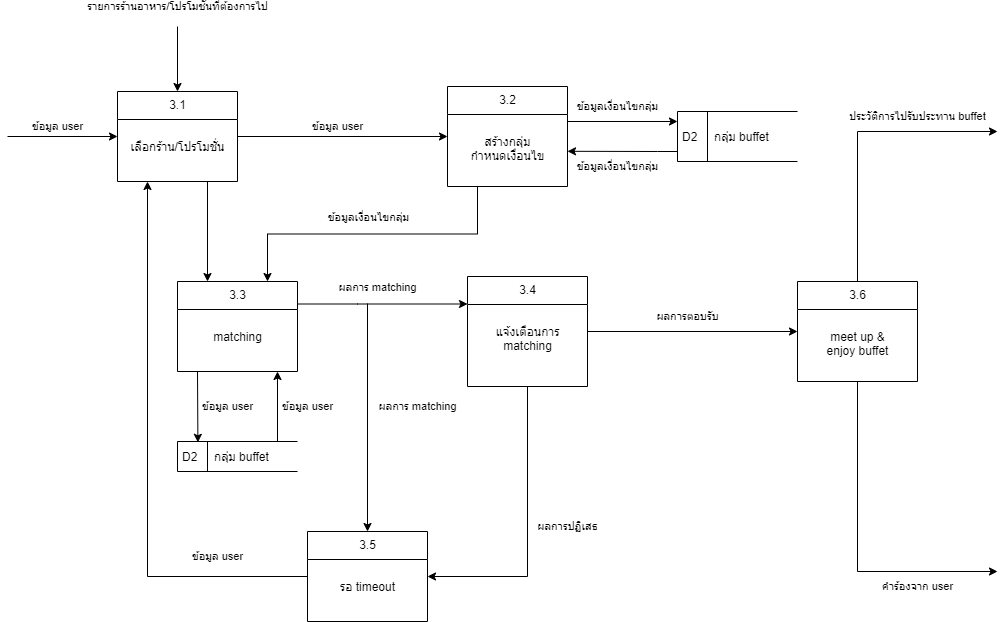 รายการร้านอาหาร/โปรโมชั่นที่ต้องการไป
3.1
เลือกร้าน/โปรโมชั่น
ข้อมูล user
ข้อมูล user
3.2
สร้างกลุ่ม
กำหนดเงื่อนไข
ข้อมูลเงื่อนไขกลุ่ม
D2
กลุ่ม buffet
ข้อมูลเงื่อนไขกลุ่ม
ประวัติการไปรับประทาน buffet
ข้อมูลเงื่อนไขกลุ่ม
3.3
matching
ผลการ matching
3.4
แจ้งเตือนการ
matching
ผลการตอบรับ
3.6
meet up &
enjoy buffet
ข้อมูล user
ข้อมูล user
ผลการ matching
D2
กลุ่ม buffet
ผลการปฏิเสธ
3.5
รอ timeout
ข้อมูล user
คำร้องจาก user